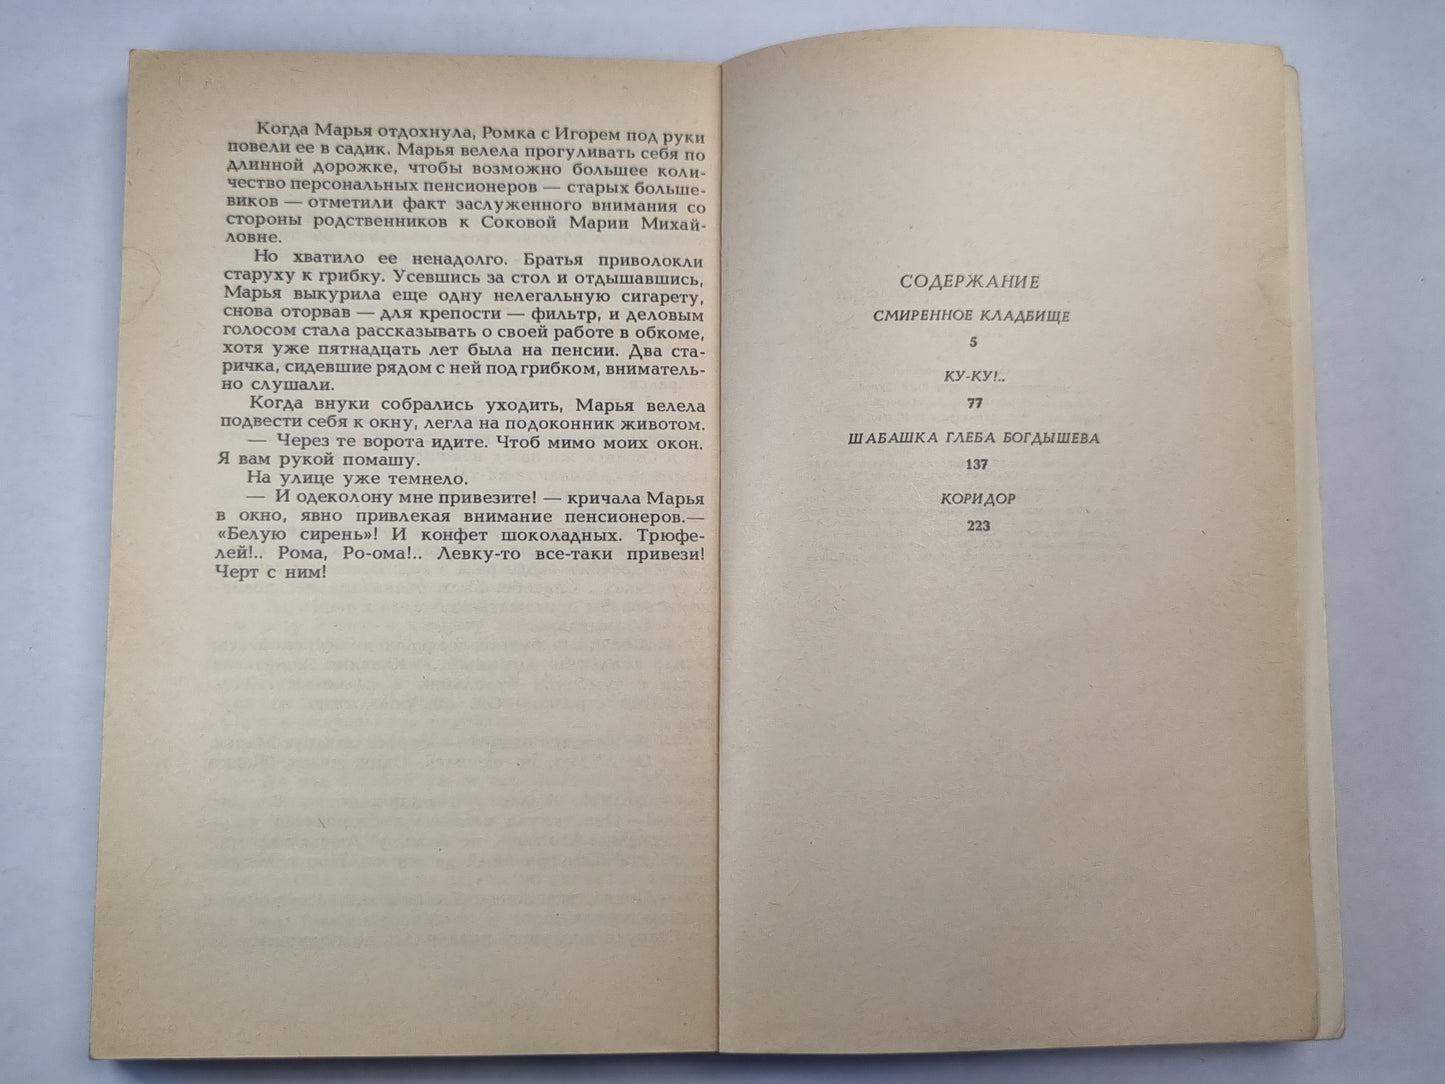 Когда Марья отдохнула, Ромка с Игорем под руки
повели ее в садик. Марья велела прогуливать себя по
длинной дорожке, чтобы возможно большее коли-
чество персональных пенсионеров — старых больше-
виков — отметили факт заслуженного внимания со
стороны родственников к Соковой Марии Михай-
ловне.
Но хватило ее ненадолго. Братья приволокли
старуху к грибку. Усевшись за стол и отдышавшись,
Марья выкурила еще одну нелегальную сигарету,
снова оторвав — для крепости — фильтр, и деловым
голосом стала рассказывать о своей работе в обкоме,
хотя уже пятнадцать лет была на пенсии. Два ста-
ричка, сидевшие рядом с ней под грибком, вниматель-
но слушали.
Когда внуки собрались уходить, Марья велела
подвести себя к окну, легла на подоконник животом.
— Через те ворота идите. Чтоб мимо моих окон.
Я вам рукой помашу.
На улице уже темнело.
— И одеколону мне привезите! — кричала Марья
в окно, явно привлекая внимание пенсионеров.—
«Белую сирень»! И конфет шоколадных. Трюфе-
лей!.. Рома, Ро-ома!.. Левку-то все-таки привези!
Черт с ним!
СОДЕРЖАНИЕ
СМИРЕННОЕ КЛАДБИЩЕ
5
КУ-КУ!..
77
ШАБАШКА ГЛЕБА БОГДЫШЕВА
137
КОРИДОР
223